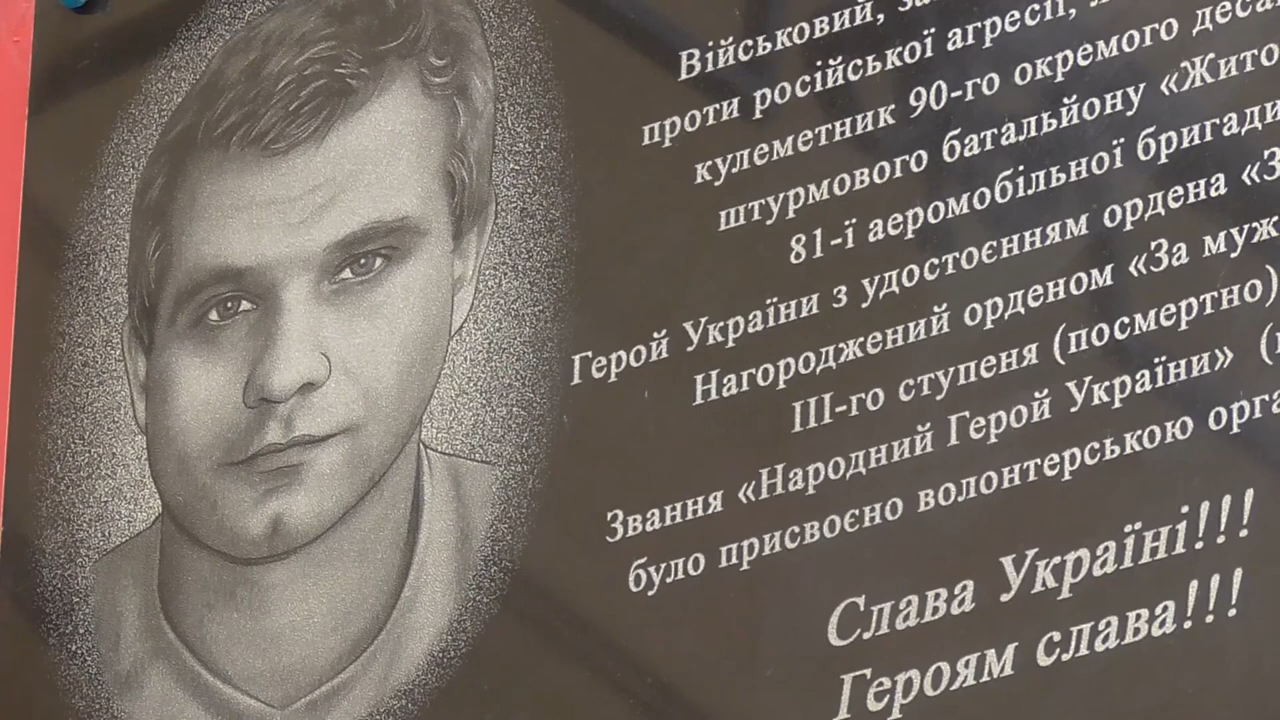 Військовий,
проти російської агресії,
кулеметник 90-го окремого
штурмового батальйону
81-ї аеромобільної бригади
Герой України з удостоєнням ордена
Нагороджений орденом «За
III-го ступеня (посмертно)
Звання «Народний Герой України»
було присвоєно волонтерською
Слава Україні!!!
Героям слава!!!